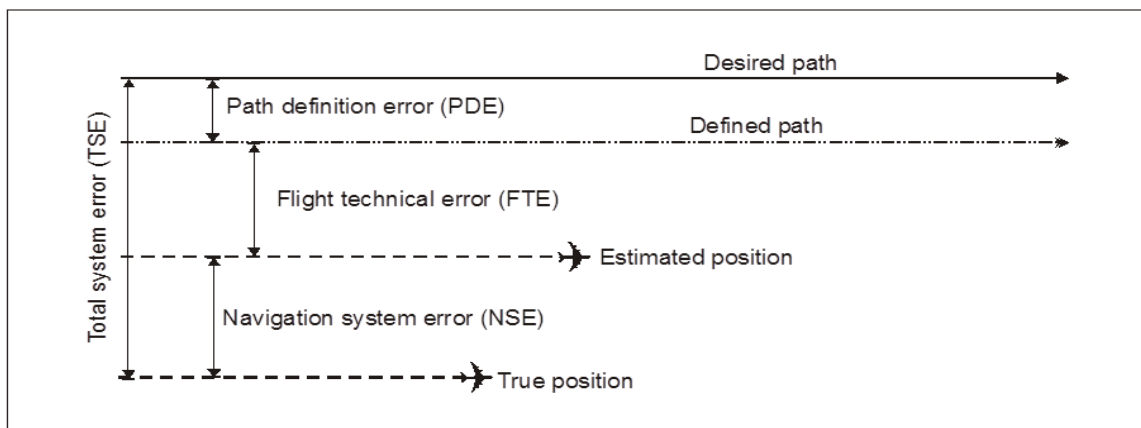 Desired path
Path definition error (PDE)
Defined path
Total system error (TSE)
Flight technical error (FTE)
Estimated position
Navigation system error (NSE)
True position